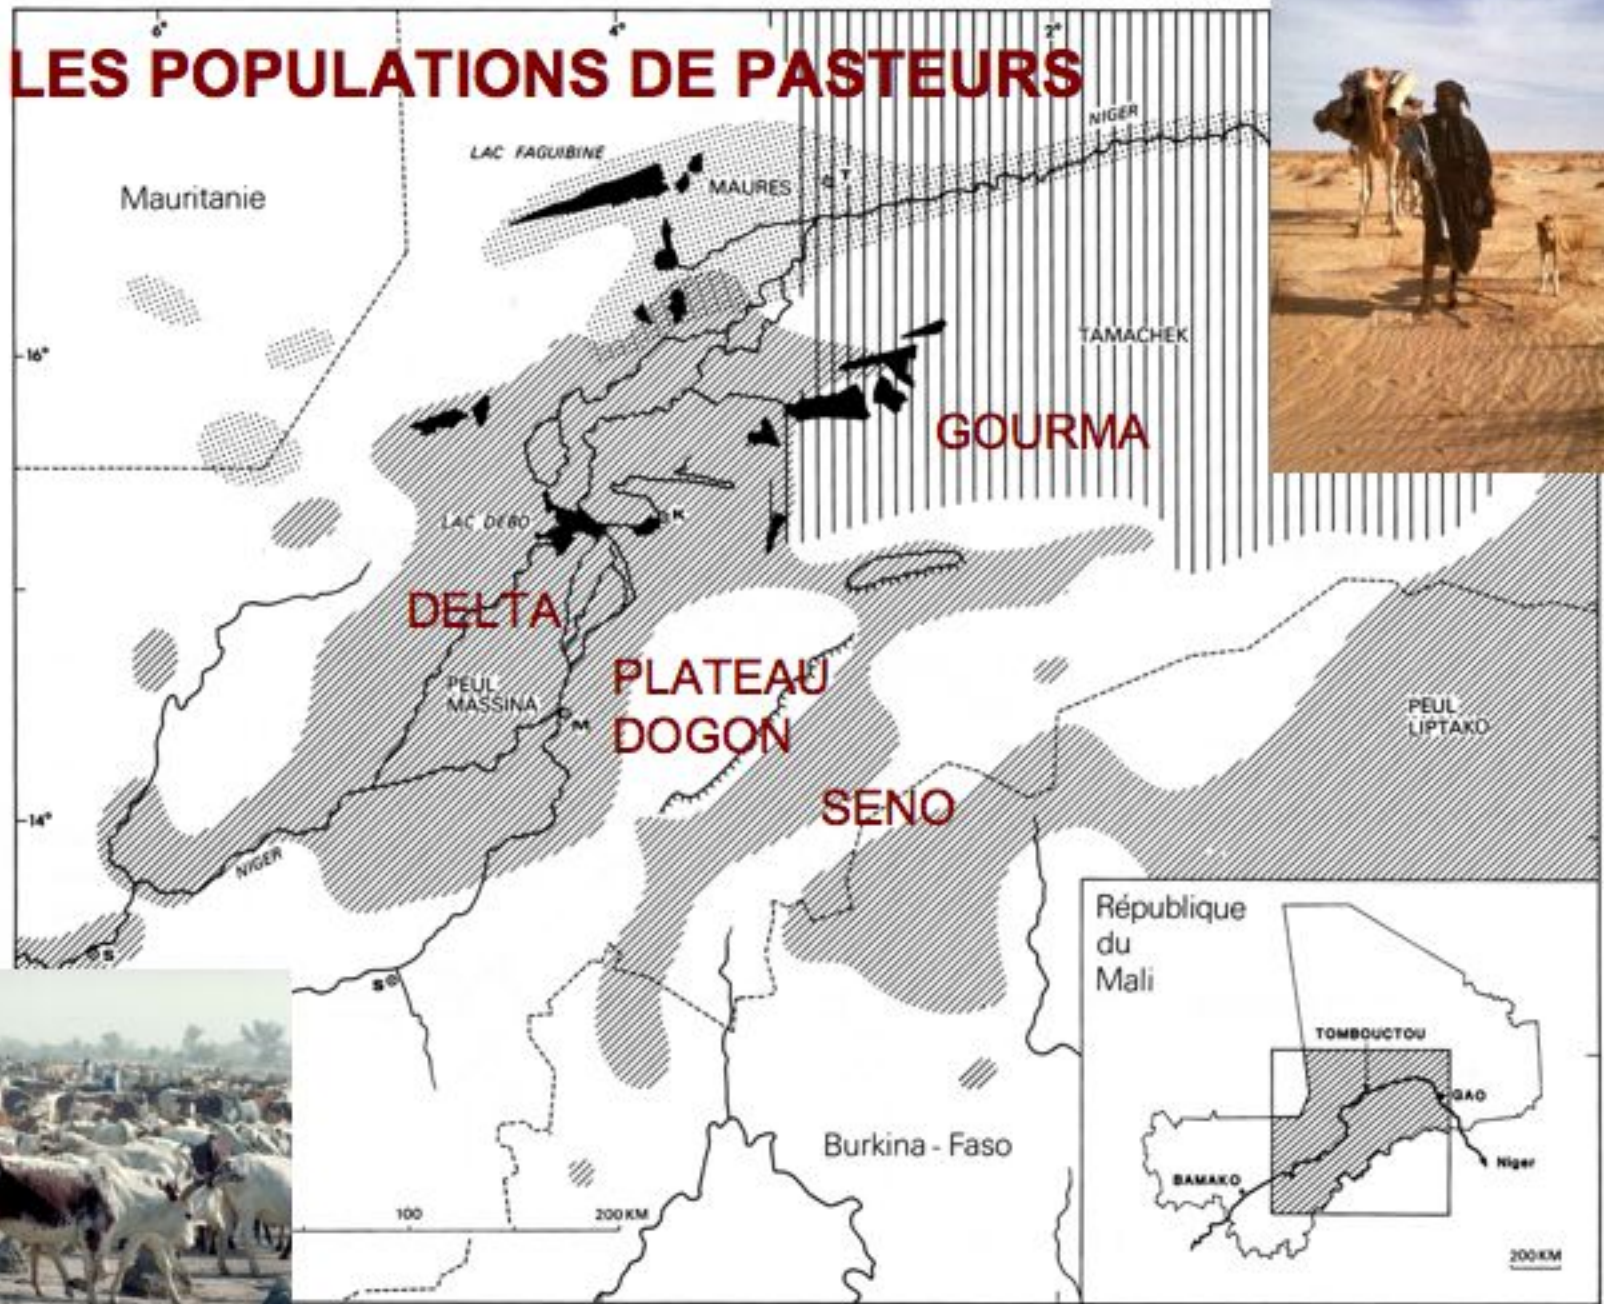 6° 4° 2°
LES POPULATIONS DE PASTEURS
NIGER
LAC FAGUIBINE
MAURES
T
Mauritanie
16°
TAMACHEK
GOURMA
LAC DEBO
K
DELTA
PEUL
MASSINA
M
PLATEAU
DOGON
PEUL
LIPTAKO
SENO
14°
NIGER
S
S
République
du
Mali
TOMBOUCTOU
GAO
BAMAKO
Niger
200 KM
Burkina - Faso
100 200 KM